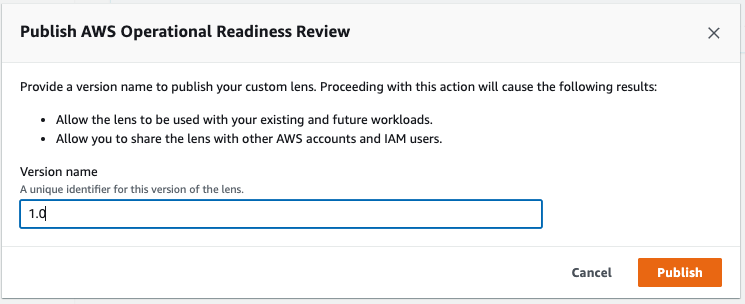 Publish AWS Operational Readiness Review
Provide a version name to publish your custom lens. Proceeding with this action will cause the following results:
• Allow the lens to be used with your existing and future workloads.
• Allow you to share the lens with other AWS accounts and IAM users.
Version name
A unique identifier for this version of the lens.
1.0
Cancel
Publish